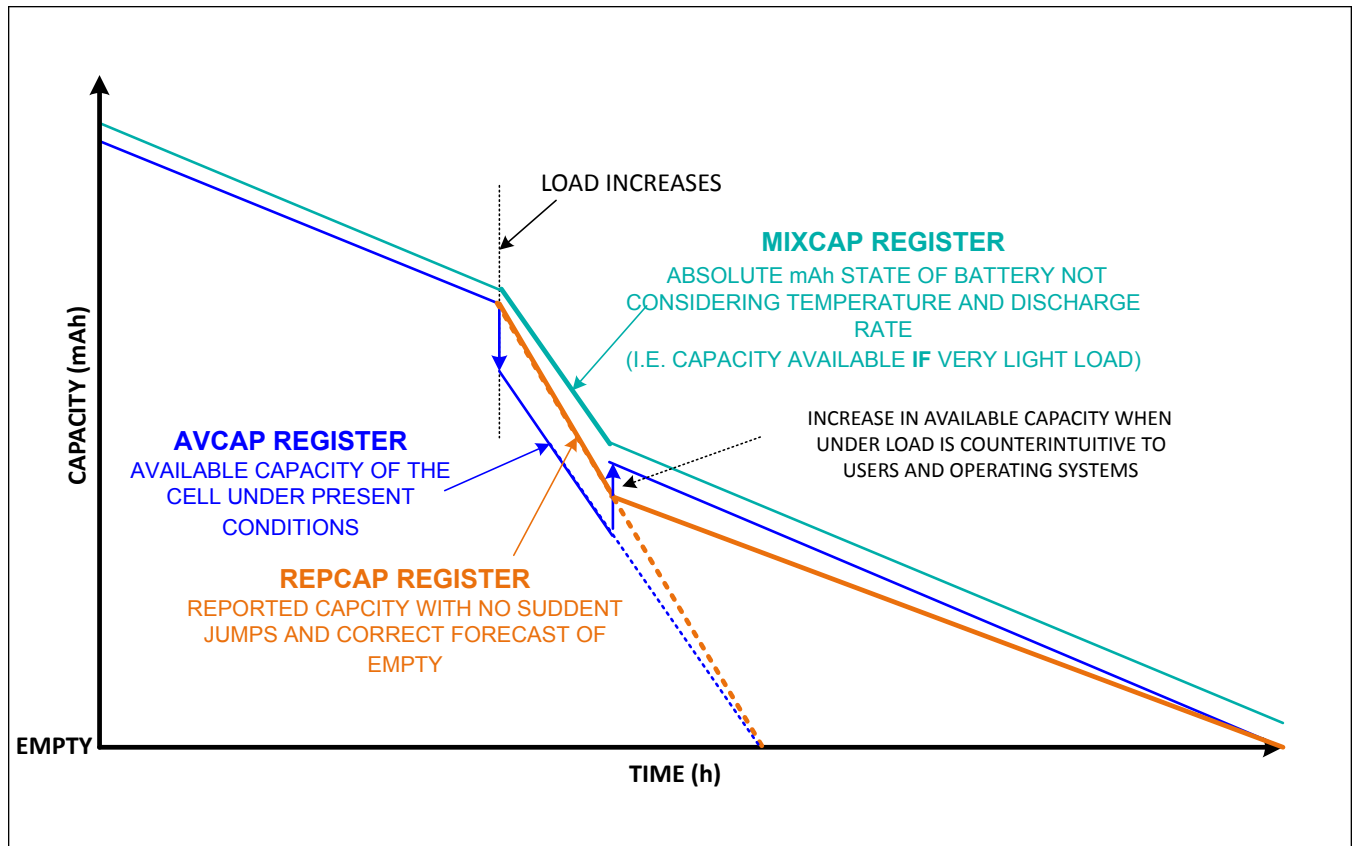 LOAD INCREASES
MIXCAP REGISTER
ABSOLUTE mAh STATE OF BATTERY NOT
CONSIDERING TEMPERATURE AND DISCHARGE
RATE
(I.E. CAPACITY AVAILABLE IF VERY LIGHT LOAD)
CAPACITY (mAh)
INCREASE IN AVAILABLE CAPACITY WHEN
UNDER LOAD IS COUNTERINTUITIVE TO
USERS AND OPERATING SYSTEMS
AVCAP REGISTER
AVAILABLE CAPACITY OF THE
CELL UNDER PRESENT
CONDITIONS
REPCAP REGISTER
REPORTED CAPCITY WITH NO SUDDENT
JUMPS AND CORRECT FORECAST OF
EMPTY
EMPTY
TIME (h)